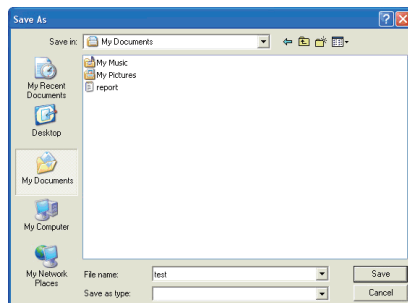 Save As
Save in:
My Documents
My Recent
Documents
Desktop
My Documents
My Computer
My Network
Places
My Music
My Pictures
report
File name:
test
Save
Save as type:
Cancel